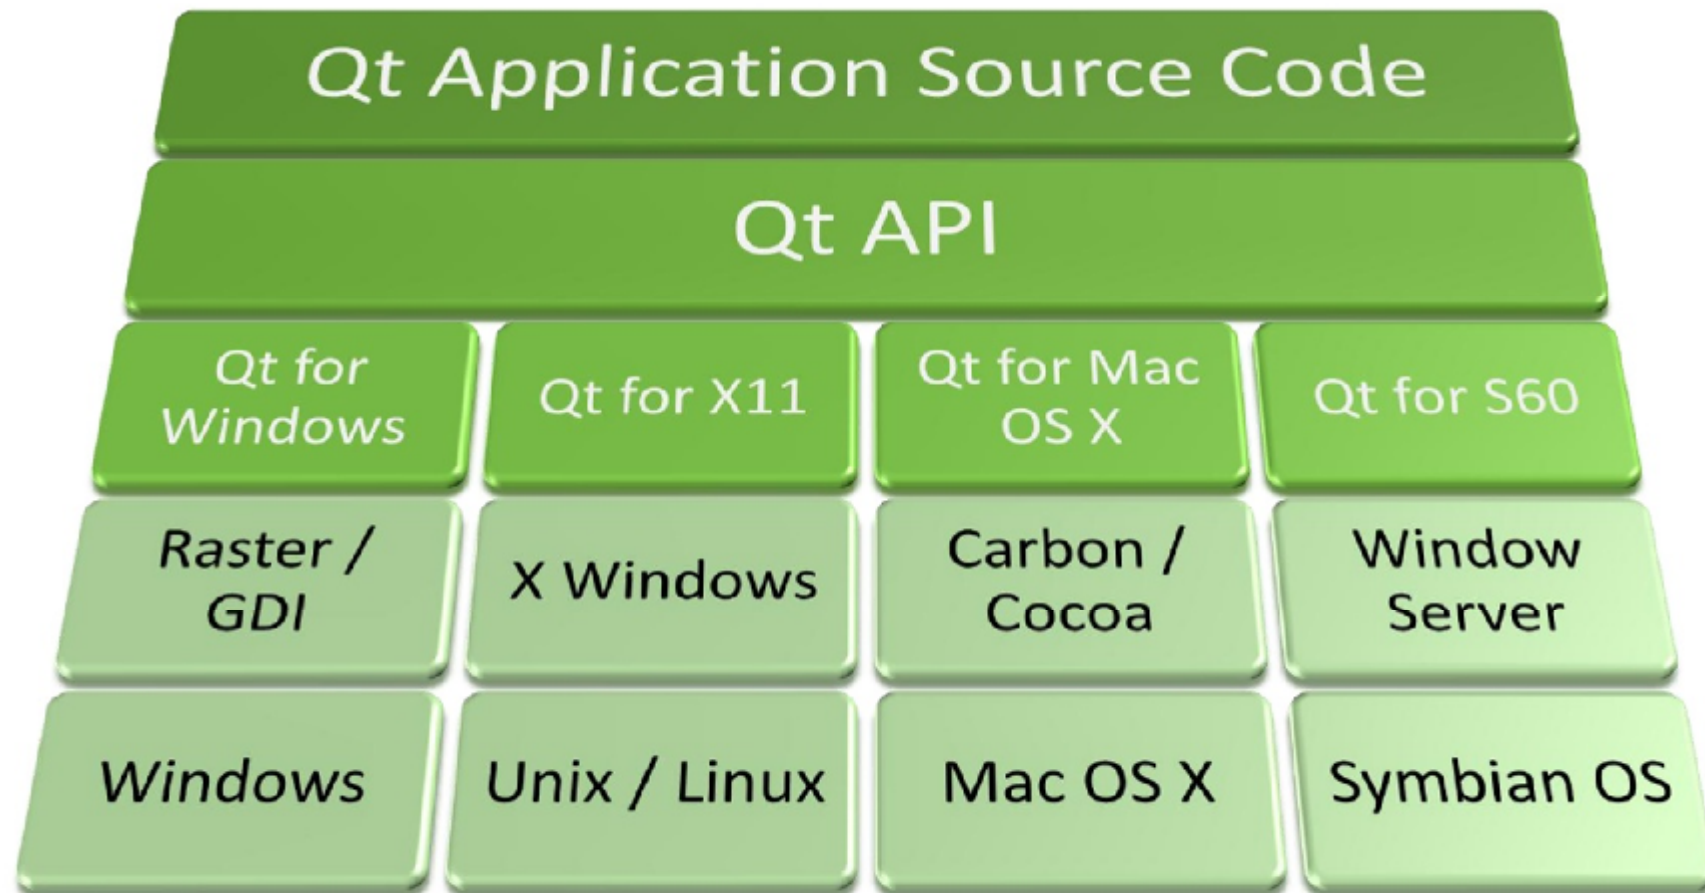 Qt Application Source Code
Qt API
Qt for
Windows
Qt for X11
Qt for Mac
OS X
Qt for S60
Raster /
GDI
X Windows
Carbon /
Cocoa
Window
Server
Windows
Unix / Linux
Mac OS X
Symbian OS